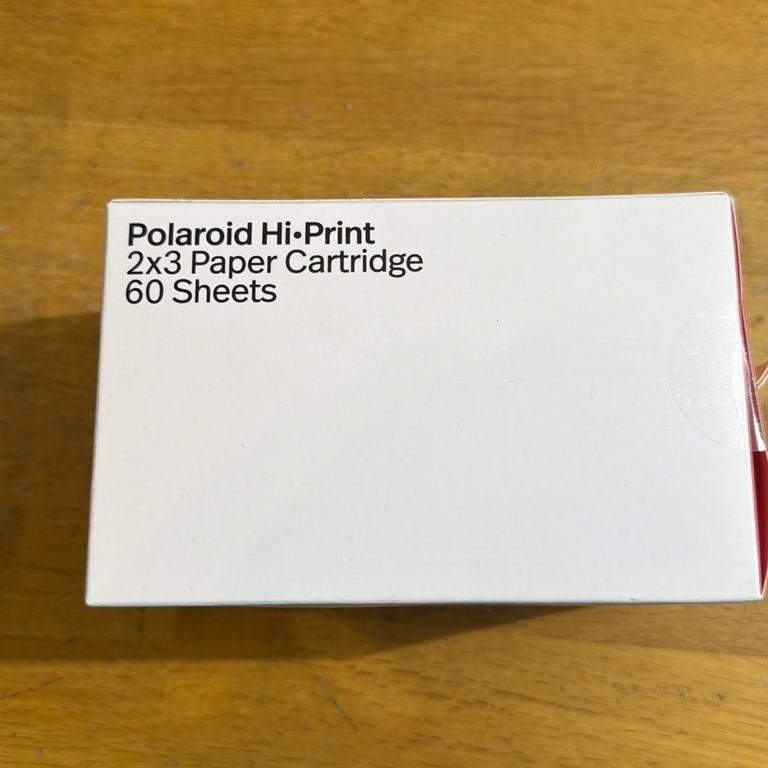 Polaroid Hi•Print
2x3 Paper Cartridge
60 Sheets